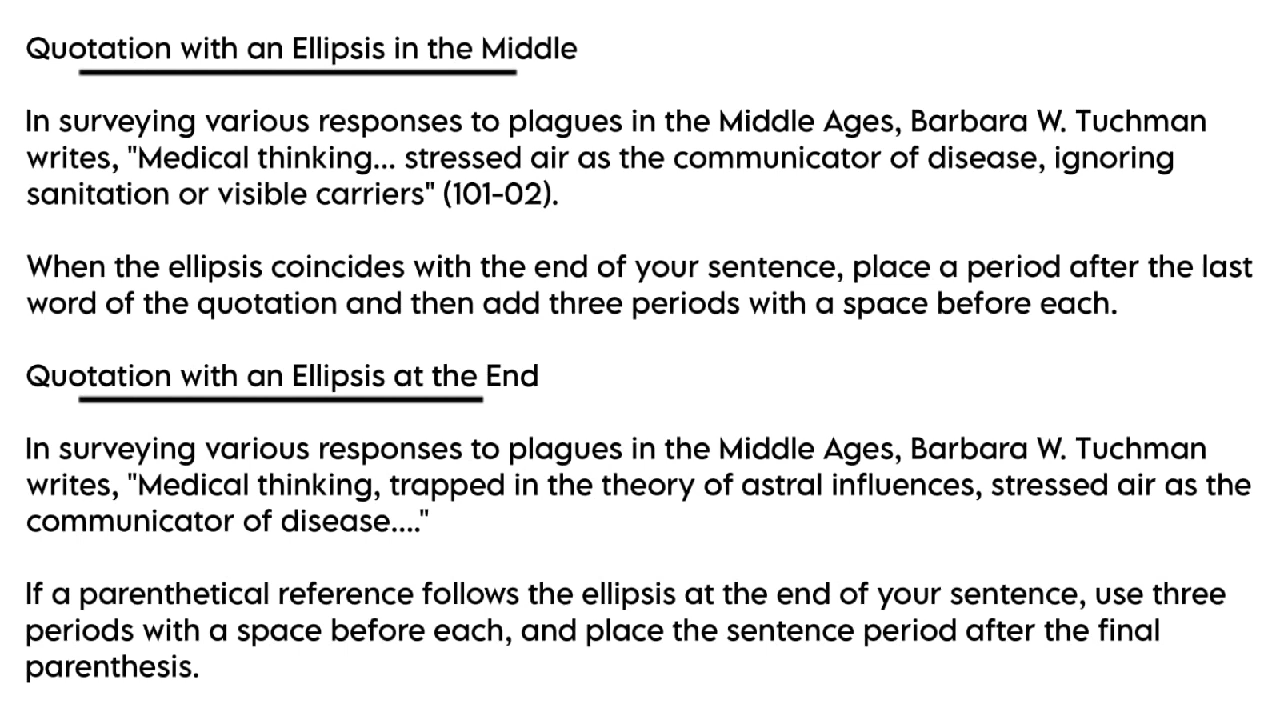 Quotation with an Ellipsis in the Middle
In surveying various responses to plagues in the Middle Ages, Barbara W. Tuchman
writes, "Medical thinking... stressed air as the communicator of disease, ignoring
sanitation or visible carriers" (101-02).
When the ellipsis coincides with the end of your sentence, place a period after the last
word of the quotation and then add three periods with a space before each.
Quotation with an Ellipsis at the End
In surveying various responses to plagues in the Middle Ages, Barbara W. Tuchman
writes, "Medical thinking, trapped in the theory of astral influences, stressed air as the
communicator of disease...."
If a parenthetical reference follows the ellipsis at the end of your sentence, use three
periods with a space before each, and place the sentence period after the final
parenthesis.